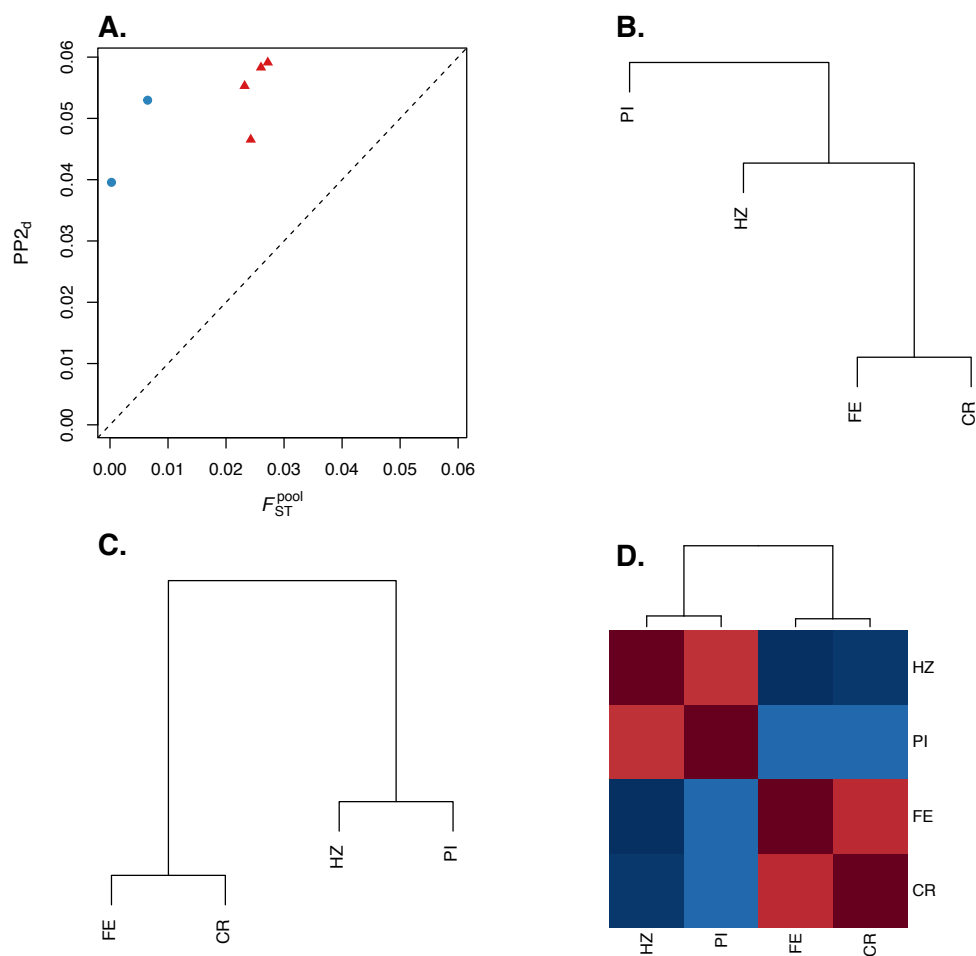 A.
0.06
0.05
0.04
0.03
0.02
0.01
0.00
PP2d
0.00 0.01 0.02 0.03 0.04 0.05 0.06
F ST pool
B.
PI
HZ
FE
CR
C.
HZ
PI
FE
CR
D.
HZ
PI
FE
CR
HZ PI FE CR